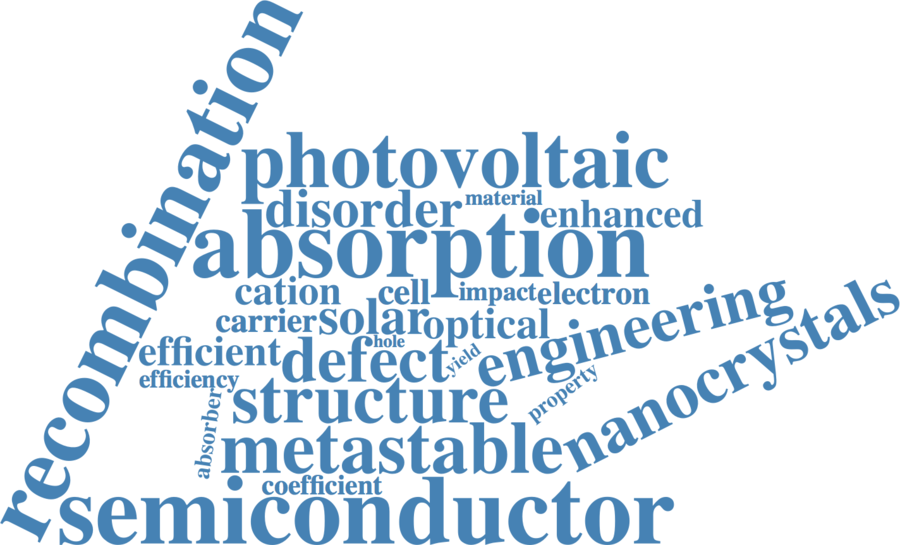 recombination
photovoltaic
material
disorder
enhanced
absorption
cation
cell
impact
electron
carrier
solar
optical
engineering
nanocrystals
hole
efficient
defect
yield
efficiency
property
structure
absorber
metastable
coefficient
semiconductor